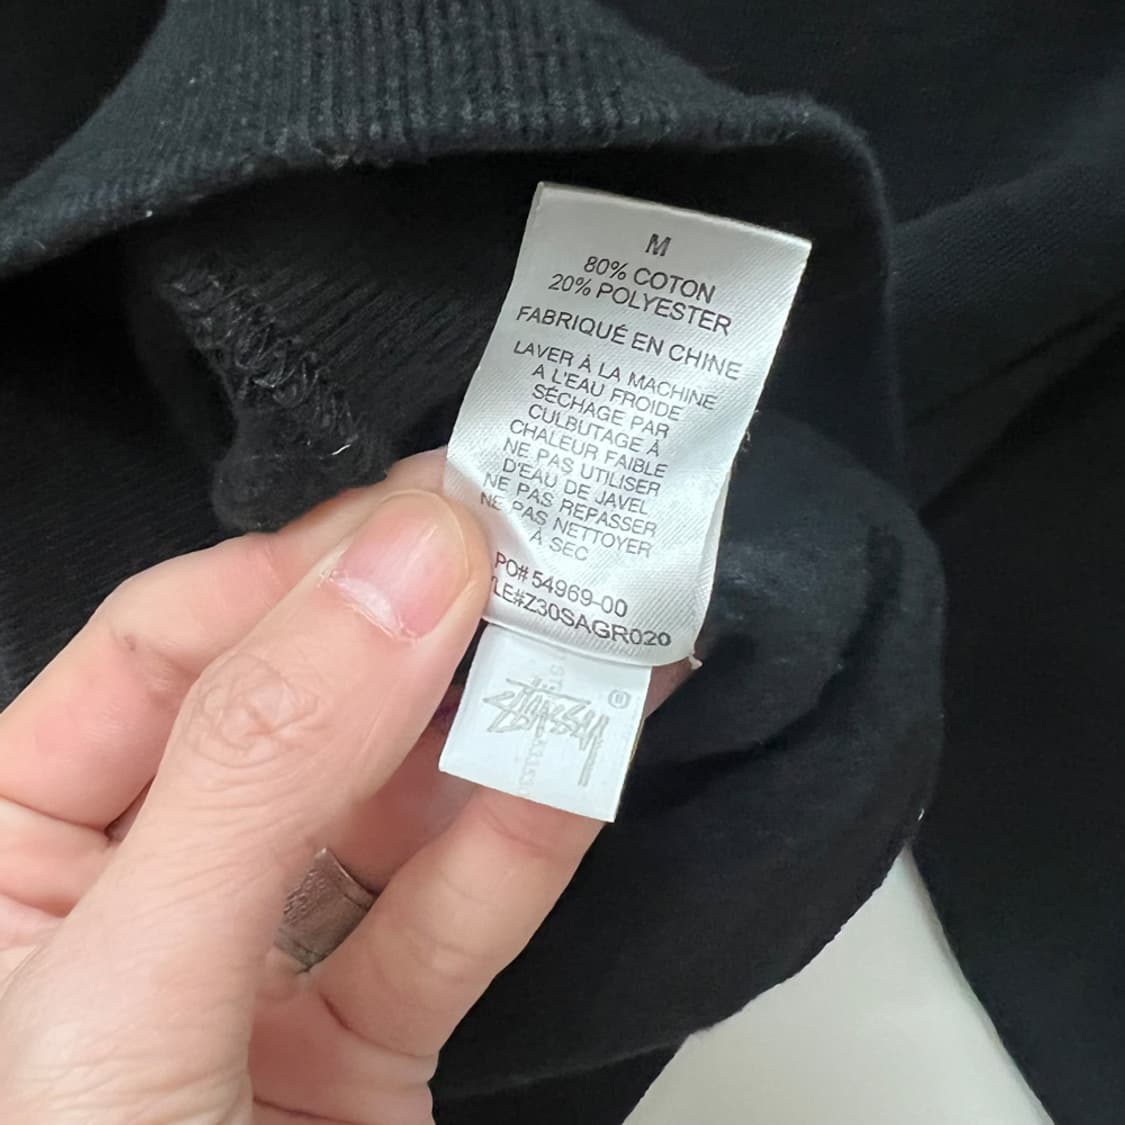 M
80% COTON
20% POLYESTER
FABRIQUÉ EN CHINE
LAVER À LA MACHINE
A L'EAU FROIDE
SÉCHAGE PAR
CULBUTAGE À
CHALEUR FAIBLE
NE PAS UTILISER
D'EAU DE JAVEL
NE PAS REPASSER
NE PAS NETTOYER
À SEC
PO# 54969-00
LE#Z30SAGR020
®